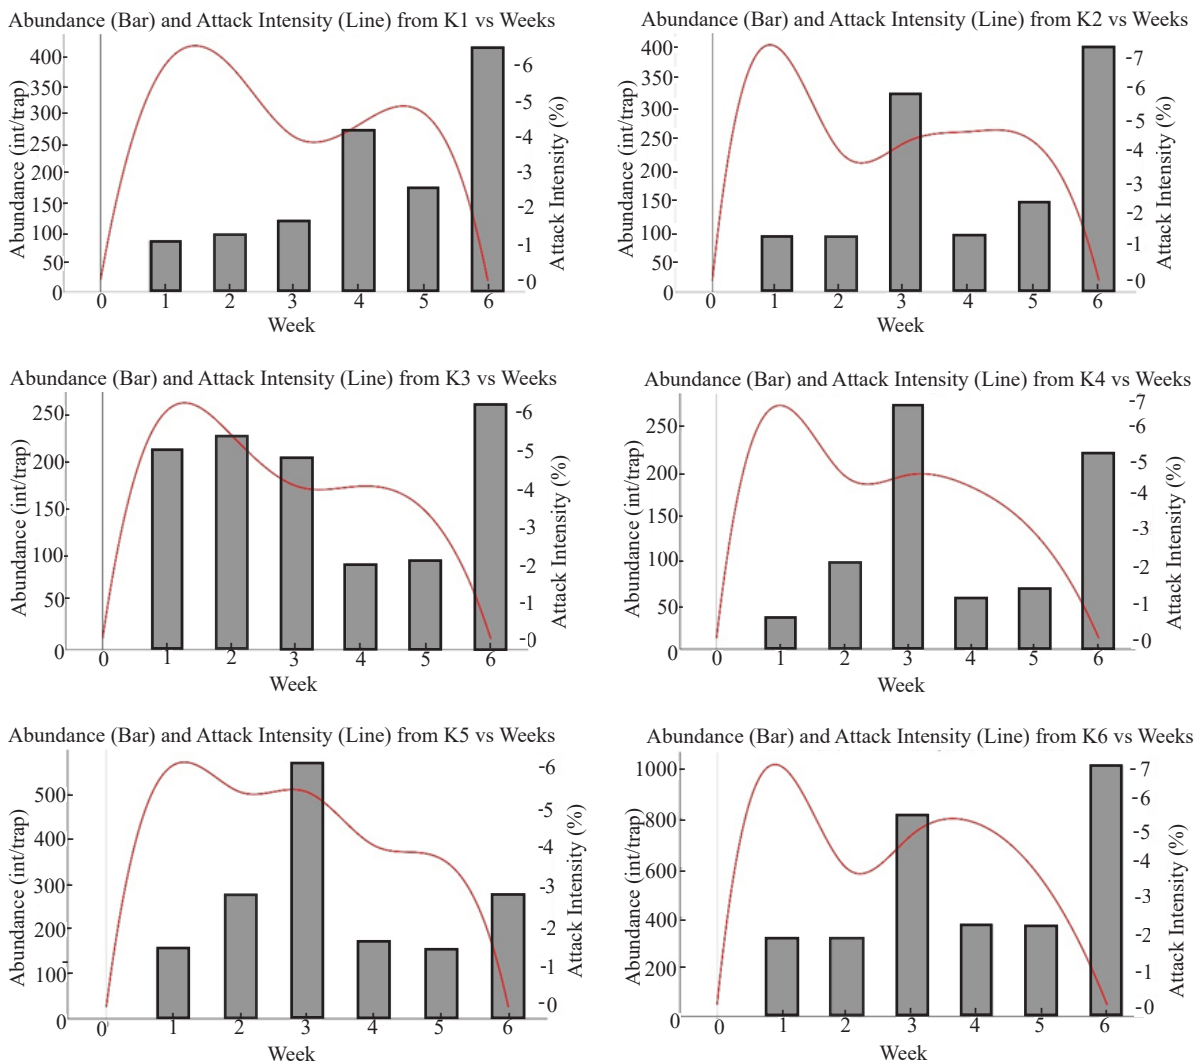 Abundance (Bar) and Attack Intensity (Line) from K1 vs Weeks
Abundance (int/trap)
400
350
300
250
200
150
100
50
0
-6
-5
-4
-3
-2
-1
-0
Attack Intensity (%)
0 1 2 3 4 5 6
Week
Abundance (Bar) and Attack Intensity (Line) from K2 vs Weeks
Abundance (int/trap)
400
350
300
250
200
150
100
50
0
-7
-6
-5
-4
-3
-2
-1
-0
Attack Intensity (%)
0 1 2 3 4 5 6
Week
Abundance (Bar) and Attack Intensity (Line) from K3 vs Weeks
Abundance (int/trap)
250
200
150
100
50
0
-6
-5
-4
-3
-2
-1
-0
Attack Intensity (%)
0 1 2 3 4 5 6
Week
Abundance (Bar) and Attack Intensity (Line) from K4 vs Weeks
Abundance (int/trap)
250
200
150
100
50
0
-7
-6
-5
-4
-3
-2
-1
-0
Attack Intensity (%)
0 1 2 3 4 5 6
Week
Abundance (Bar) and Attack Intensity (Line) from K5 vs Weeks
Abundance (int/trap)
500
400
300
200
100
0
-6
-5
-4
-3
-2
-1
-0
Attack Intensity (%)
0 1 2 3 4 5 6
Week
Abundance (Bar) and Attack Intensity (Line) from K6 vs Weeks
Abundance (int/trap)
1000
800
600
400
200
0
-7
-6
-5
-4
-3
-2
-1
-0
Attack Intensity (%)
0 1 2 3 4 5 6
Week